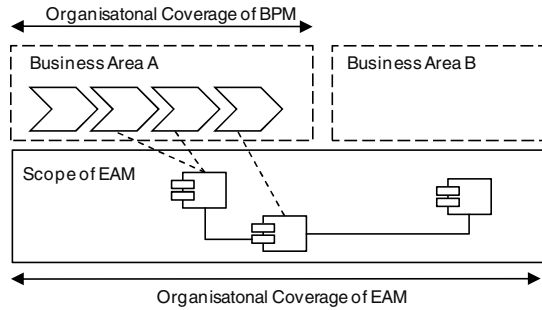 Organisatonal Coverage of BPM
Business Area A
Business Area B
Scope of EAM
Organisatonal Coverage of EAM